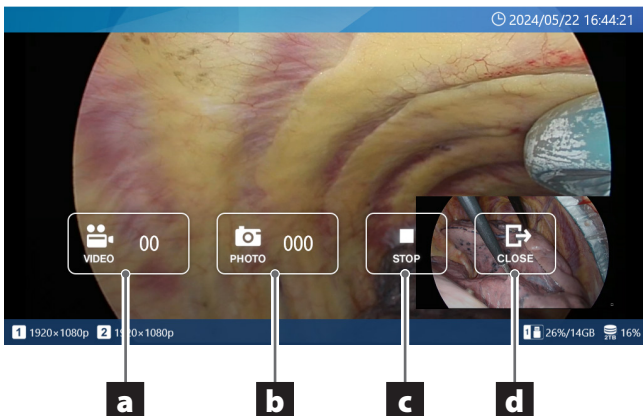 2024/05/22 16:44:21
VIDEO 00
PHOTO 000
STOP
CLOSE
1 1920×1080p 2 1920×1080p
1 26%/14GB 2TB 16%
a b c d